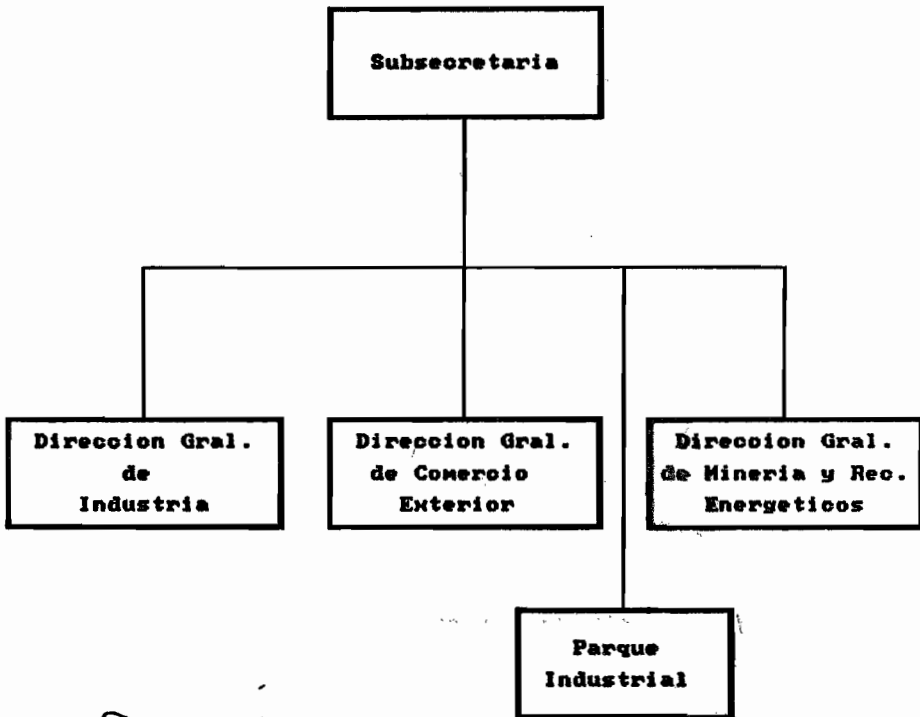 Subsecretaria
Direccion Gral.
de
Industria
Direccion Gral.
de Comercio
Exterior
Direccion Gral.
de Mineria y Rec.
Energeticos
Parque
Industrial